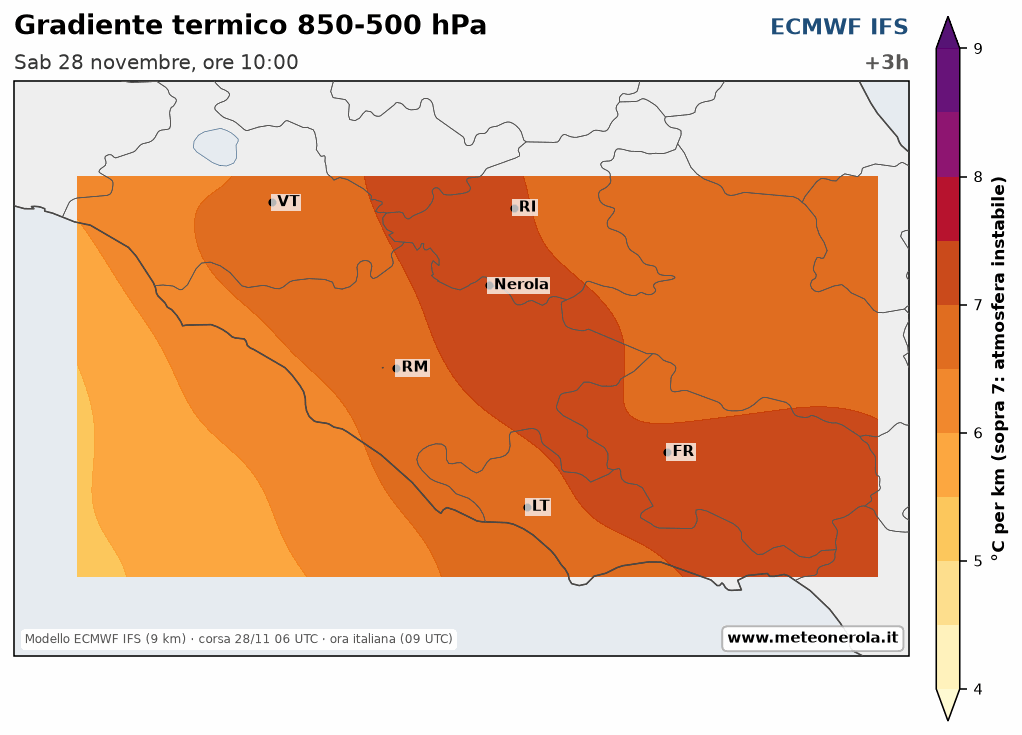 Gradiente termico 850-500 hPa
ECMWF IFS
Sab 28 novembre, ore 10:00
+3h
VT
RI
Nerola
RM
FR
LT
9
8
7
6
5
4
°C per km (sopra 7: atmosfera instabile)
Modello ECMWF IFS (9 km) · corsa 28/11 06 UTC · ora italiana (09 UTC)
www.meteonerola.it